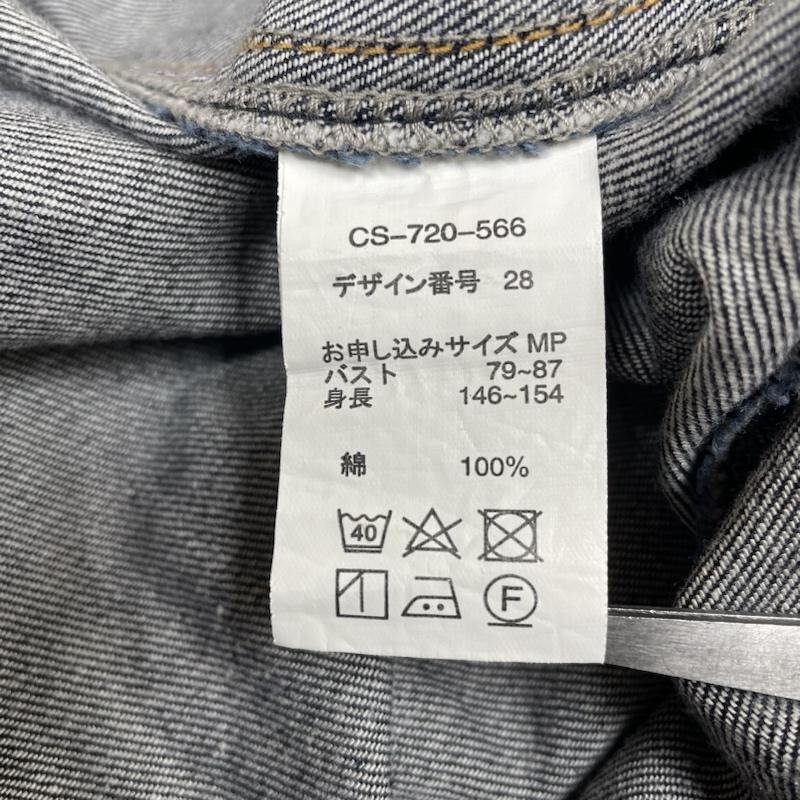 CS-720-566
デザイン番号 28
お申し込みサイズ MP
バスト 79~87
身長 146~154
綿 100%
40
F